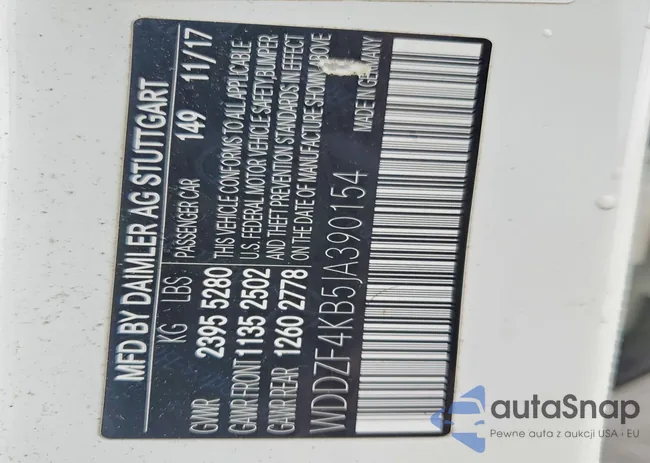 MFD BY DAIMLER AG STUTTGART
KG LBS PASSENGER CAR 149 11/17
GVWR 2395 5280 THIS VEHICLE CONFORMS TO ALL APPLICABLE
GAWR FRONT 1135 2502 U.S. FEDERAL MOTOR VEHICLE SAFETY, BUMPER
AND THEFT PREVENTION STANDARDS IN EFFECT
GAWR REAR 1260 2778 ON THE DATE OF MANUFACTURE SHOWN ABOVE
WDDZF4KB5JA390154 MADE IN GERMANY
autaSnap
Pewne auta z aukcji USA i EU